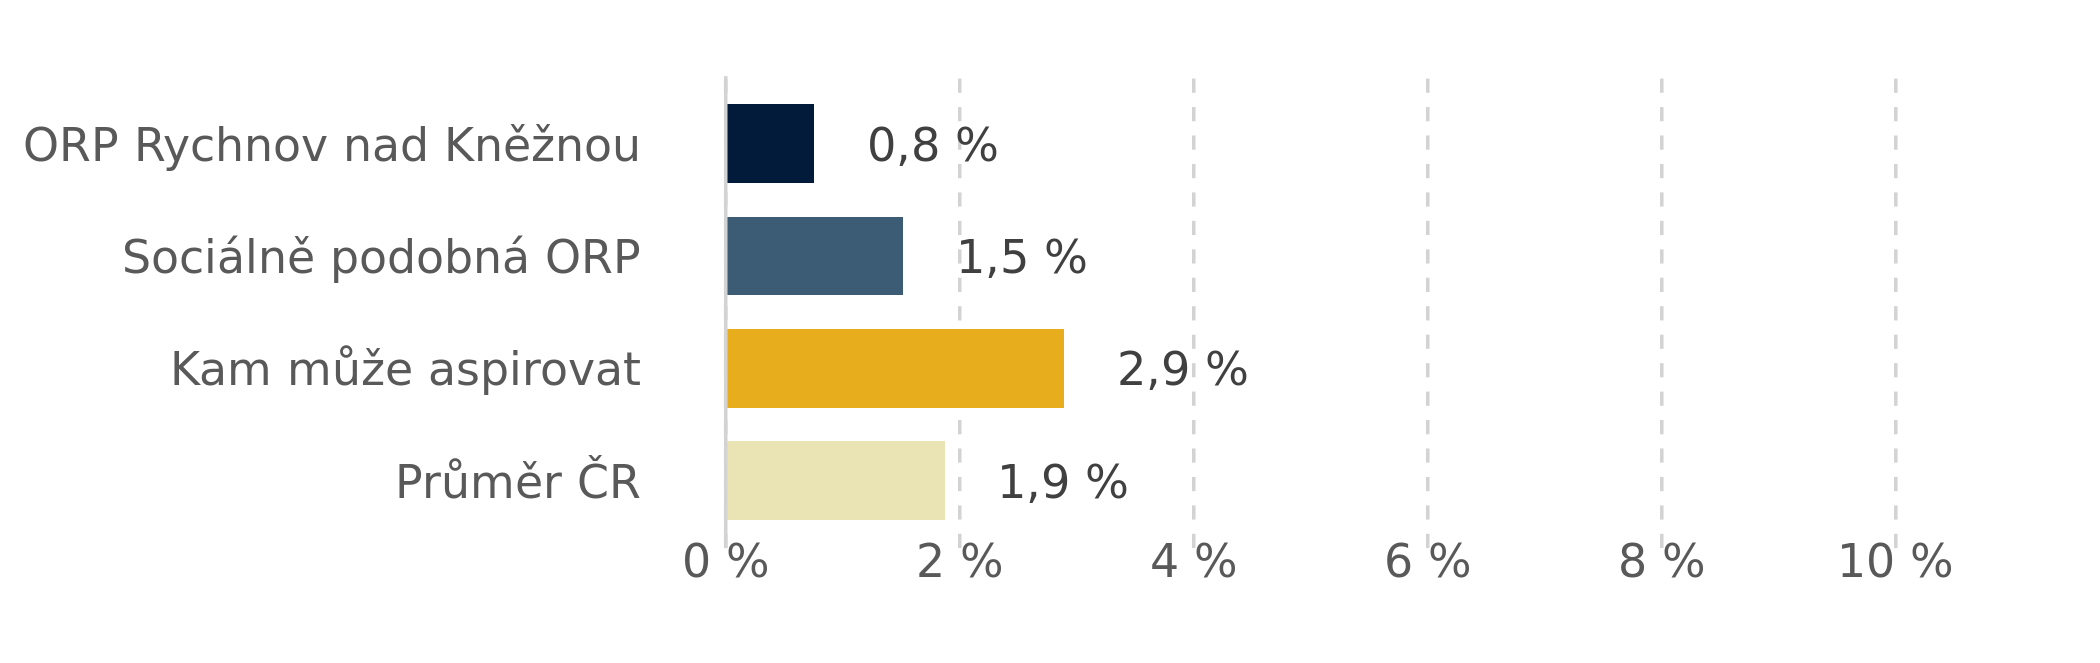 ORP Rychnov nad Kněžnou 0,8 %
Sociálně podobná ORP 1,5 %
Kam může aspirovat 2,9 %
Průměr ČR 1,9 %
0 % 2 % 4 % 6 % 8 % 10 %